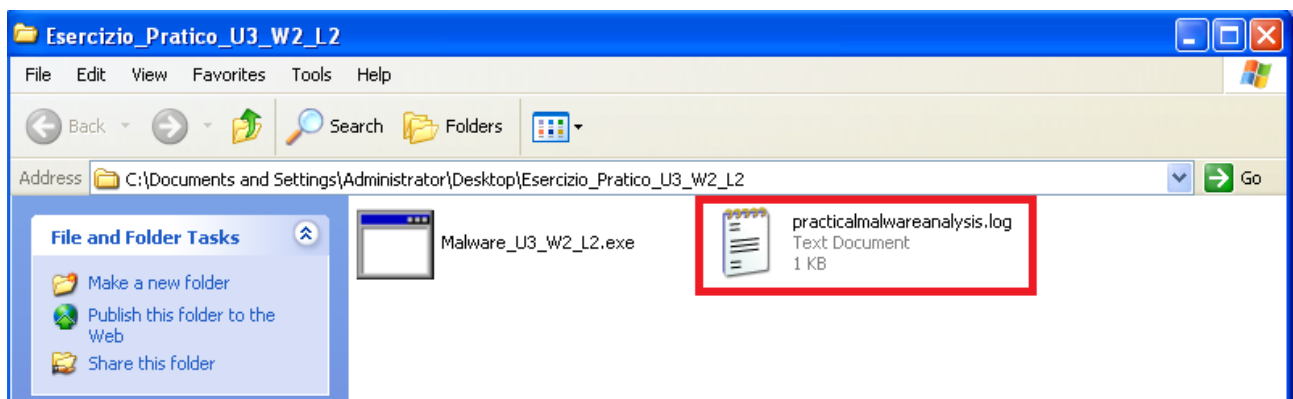 Esercizio_Pratico_U3_W2_L2
File Edit View Favorites Tools Help
Back Search Folders
Address C:\Documents and Settings\Administrator\Desktop\Esercizio_Pratico_U3_W2_L2 Go
File and Folder Tasks
Make a new folder
Publish this folder to the
Web
Share this folder
Malware_U3_W2_L2.exe
practicalmalwareanalysis.log
Text Document
1 KB